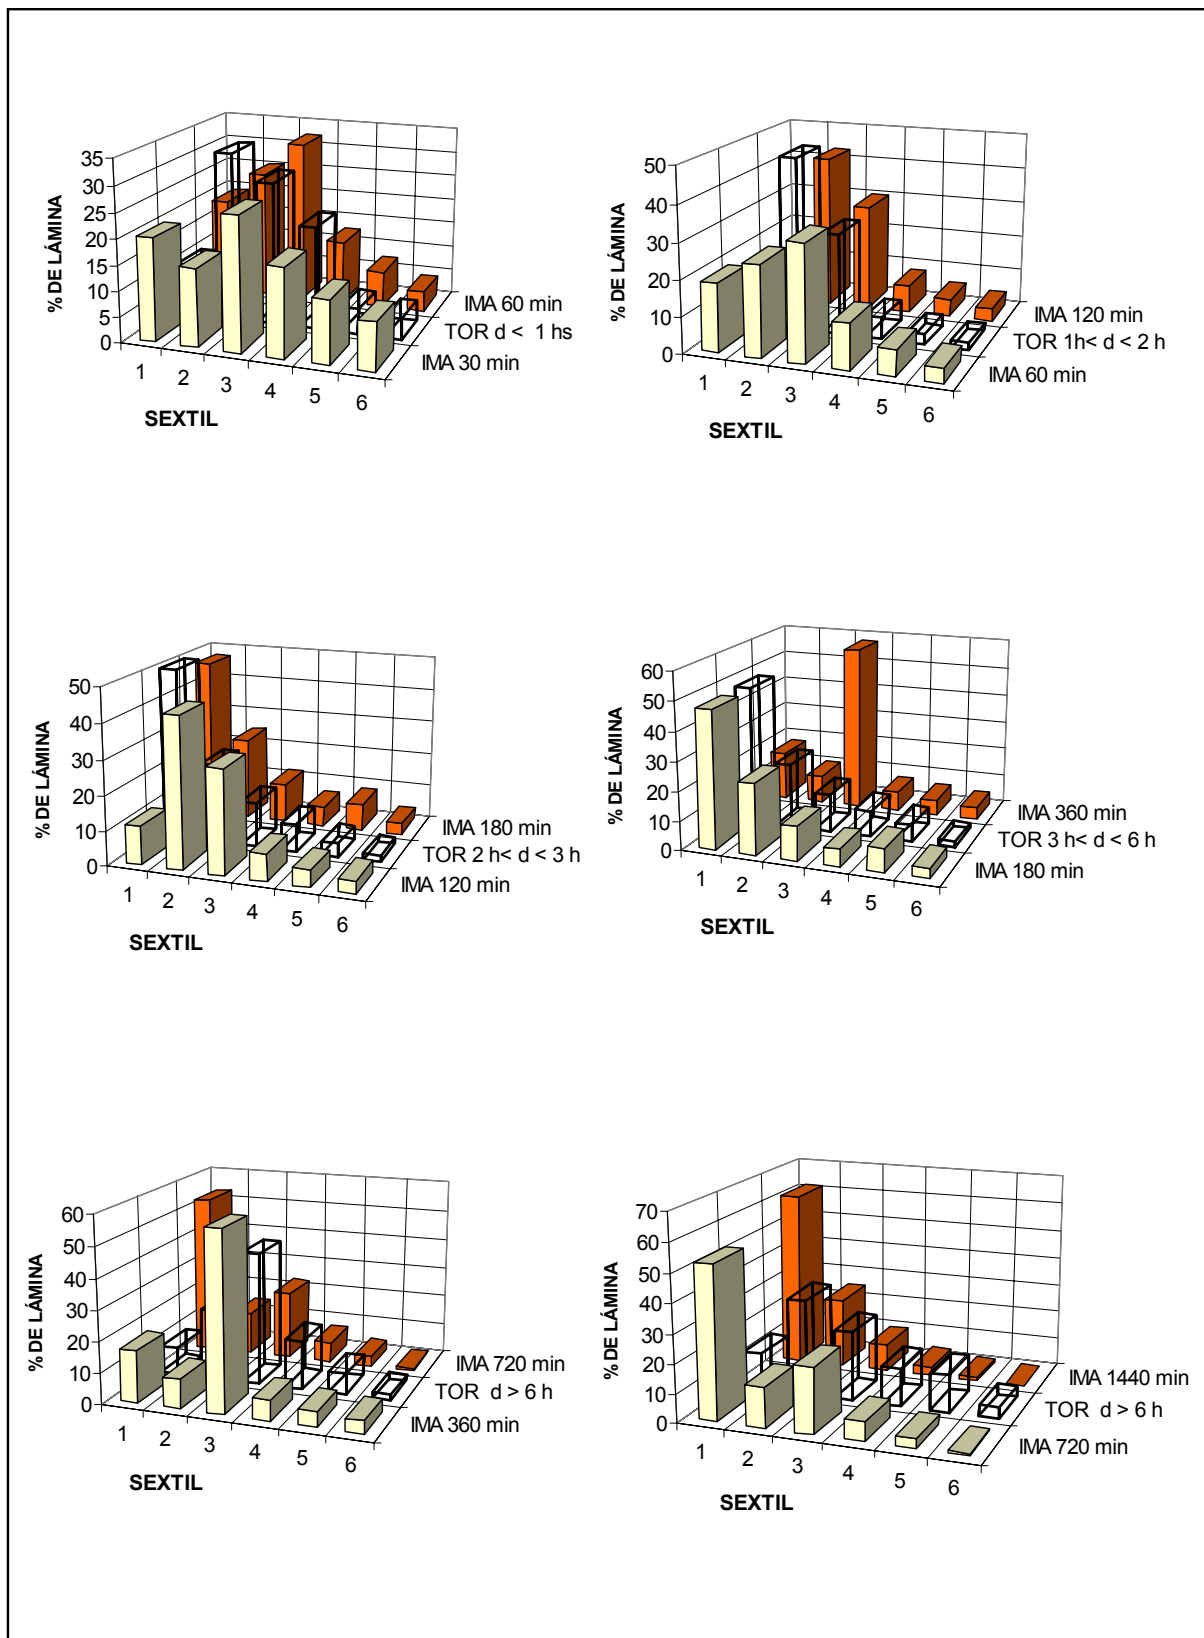 % DE LÁMINA
35
30
25
20
15
10
5
0
1
2
3
4
5
6
SEXTIL
IMA 60 min
TOR d < 1 hs
IMA 30 min
% DE LÁMINA
50
40
30
20
10
0
1
2
3
4
5
6
SEXTIL
IMA 120 min
TOR 1h< d < 2 h
IMA 60 min
% DE LÁMINA
50
40
30
20
10
0
1
2
3
4
5
6
SEXTIL
IMA 180 min
TOR 2 h< d < 3 h
IMA 120 min
% DE LÁMINA
60
50
40
30
20
10
0
1
2
3
4
5
6
SEXTIL
IMA 360 min
TOR 3 h< d < 6 h
IMA 180 min
% DE LÁMINA
60
50
40
30
20
10
0
1
2
3
4
5
6
SEXTIL
IMA 720 min
TOR d > 6 h
IMA 360 min
% DE LÁMINA
70
60
50
40
30
20
10
0
1
2
3
4
5
6
SEXTIL
IMA 1440 min
TOR d > 6 h
IMA 720 min